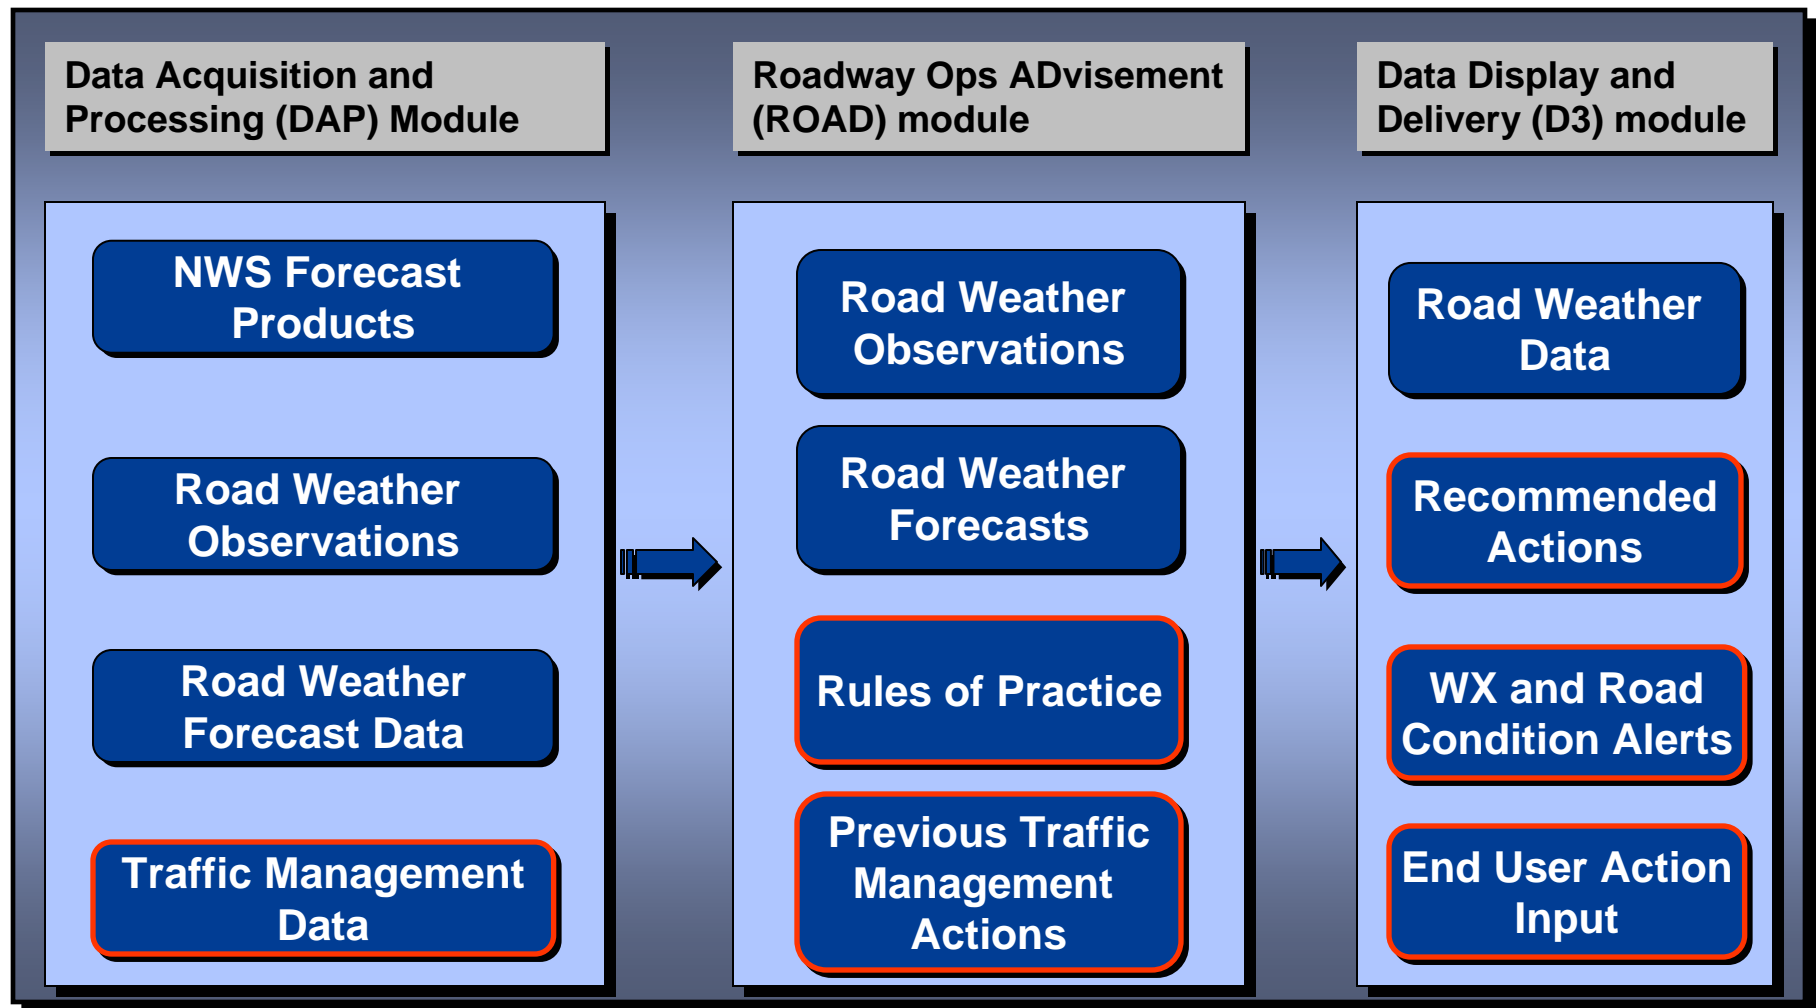 Data Acquisition and
Processing (DAP) Module
NWS Forecast
Products
Road Weather
Observations
Road Weather
Forecast Data
Traffic Management
Data
Roadway Ops ADvisement
(ROAD) module
Road Weather
Observations
Road Weather
Forecasts
Rules of Practice
Previous Traffic
Management
Actions
Data Display and
Delivery (D3) module
Road Weather
Data
Recommended
Actions
WX and Road
Condition Alerts
End User Action
Input